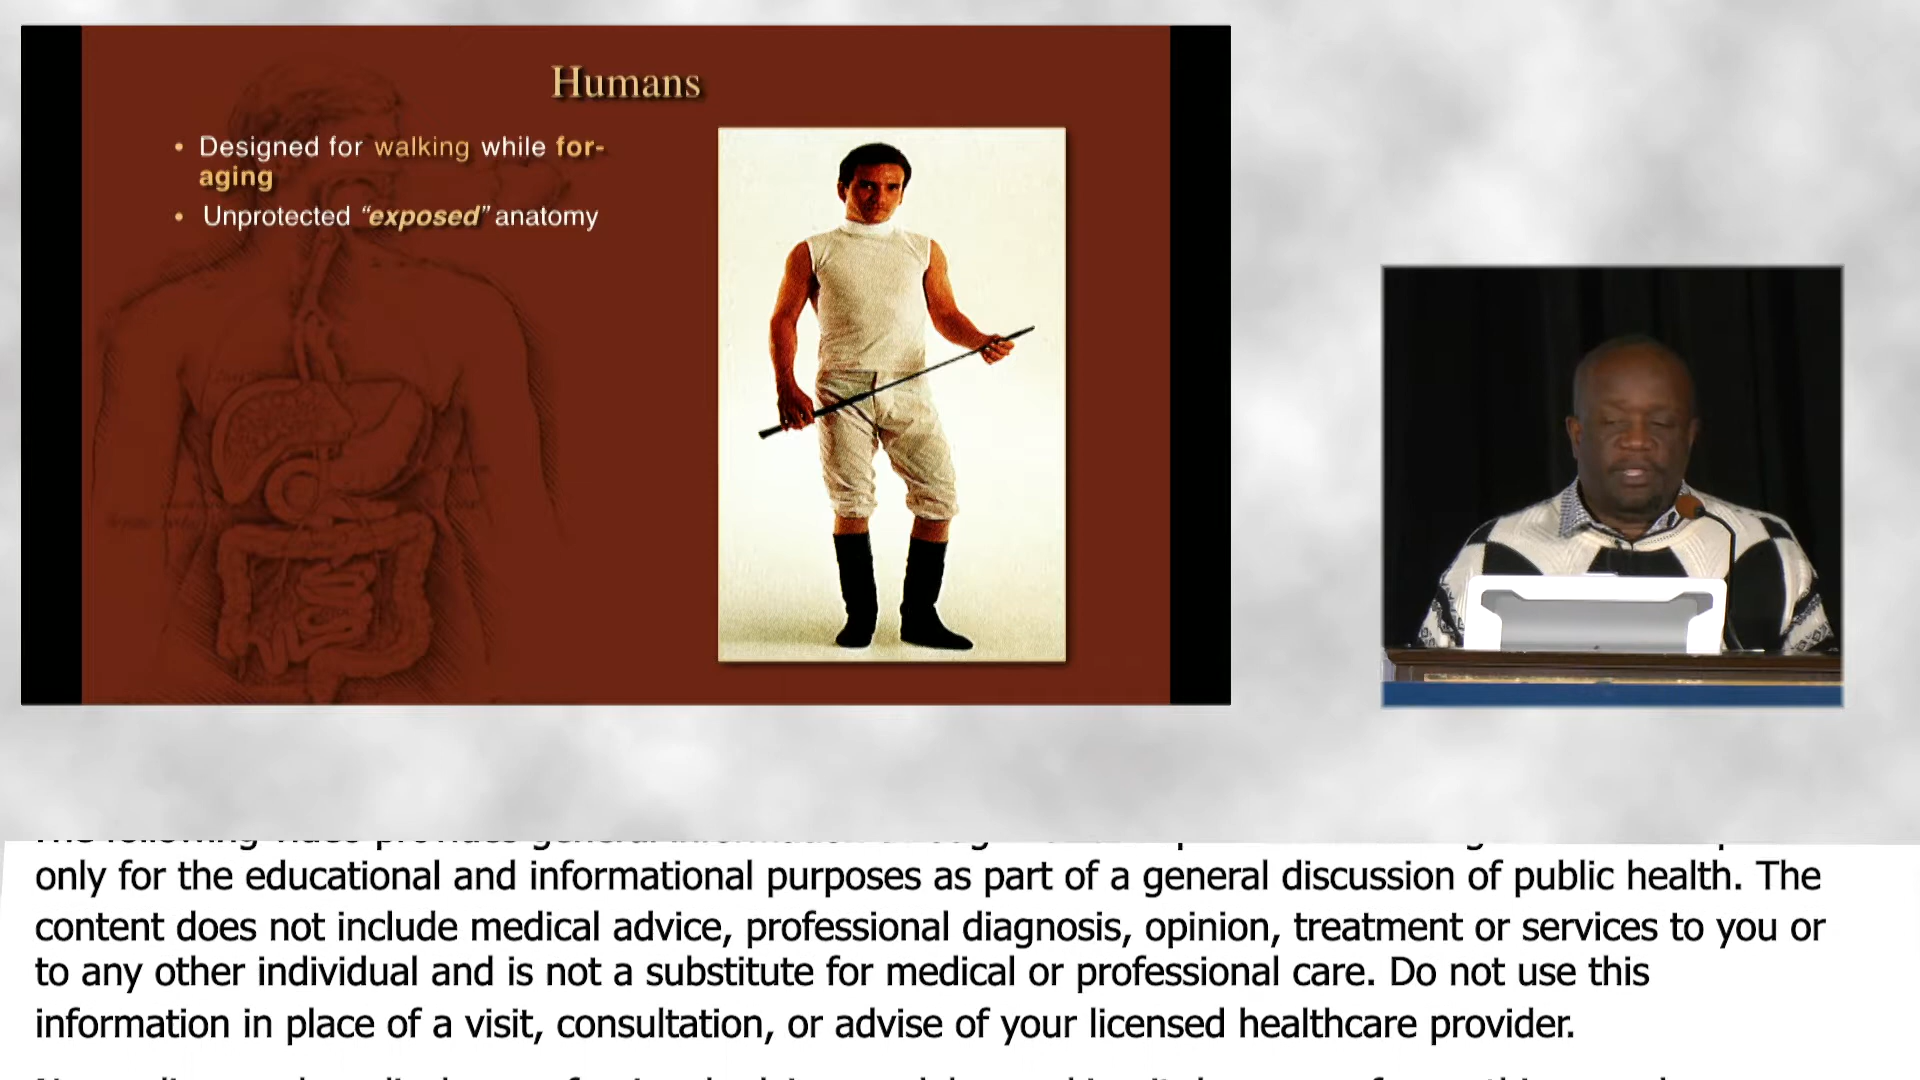 Humans
• Designed for walking while for-
aging
• Unprotected “exposed” anatomy
only for the educational and informational purposes as part of a general discussion of public health. The
content does not include medical advice, professional diagnosis, opinion, treatment or services to you or
to any other individual and is not a substitute for medical or professional care. Do not use this
information in place of a visit, consultation, or advise of your licensed healthcare provider.